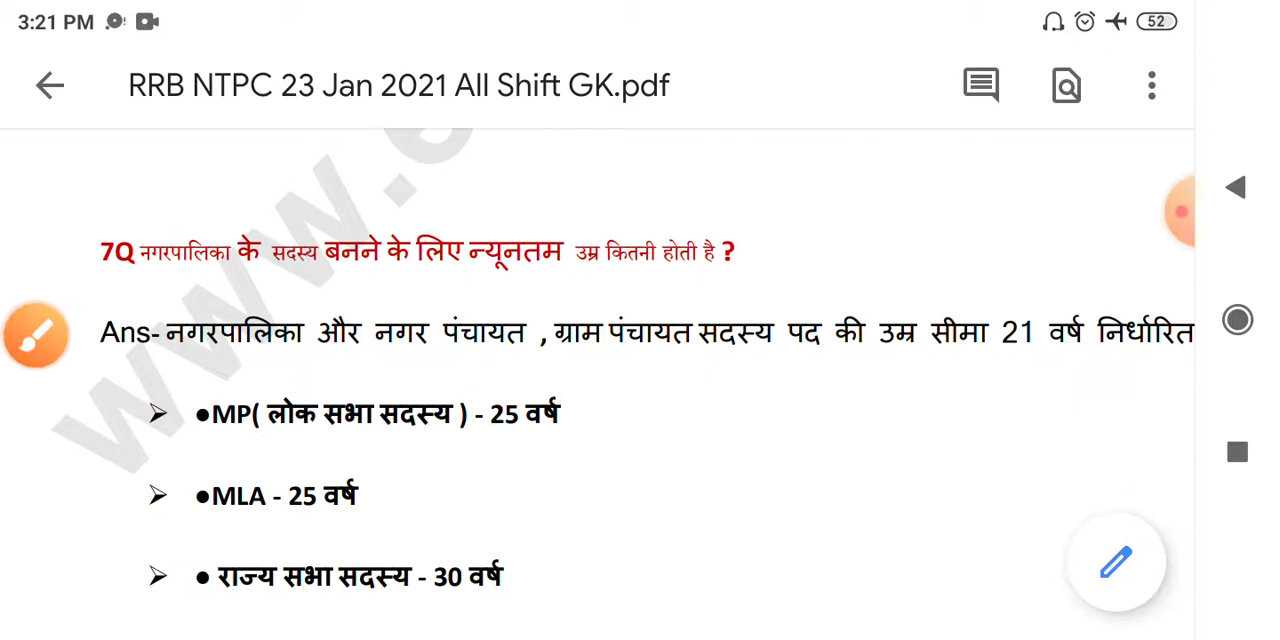 3:21 PM
52
RRB NTPC 23 Jan 2021 All Shift GK.pdf
www.e
7Q नगरपालिका के सदस्य बनने के लिए न्यूनतम उम्र कितनी होती है ?
Ans- नगरपालिका और नगर पंचायत , ग्राम पंचायत सदस्य पद की उम्र सीमा 21 वर्ष निर्धारित
➢ ●MP( लोक सभा सदस्य ) - 25 वर्ष
➢ ●MLA - 25 वर्ष
➢ ● राज्य सभा सदस्य - 30 वर्ष